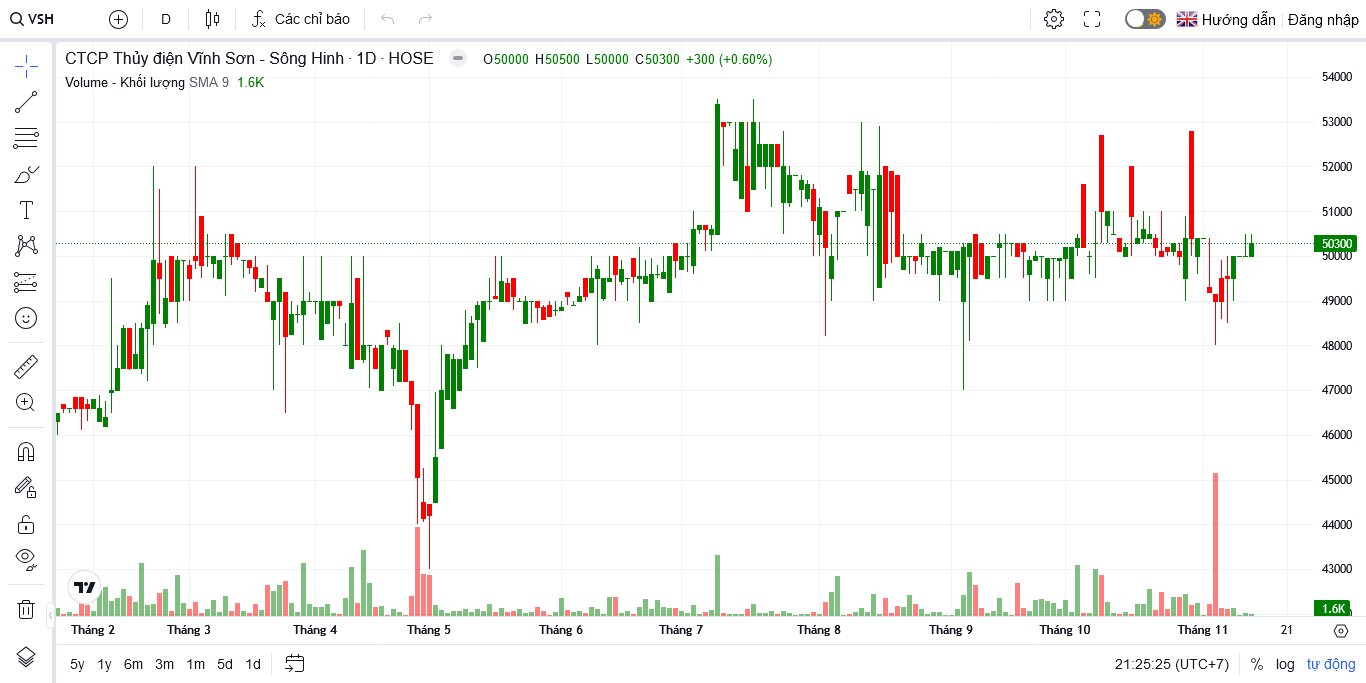 VSH D Các chỉ báo Hướng dẫn Đăng nhập
CTCP Thủy điện Vĩnh Sơn - Sông Hinh · 1D · HOSE O50000 H50500 L50000 C50300 +300 (+0.60%)
Volume - Khối lượng SMA 9 1.6K
54000
53000
52000
51000
50300
50000
49000
48000
47000
46000
45000
44000
43000
1.6K
Tháng 2 Tháng 3 Tháng 4 Tháng 5 Tháng 6 Tháng 7 Tháng 8 Tháng 9 Tháng 10 Tháng 11 21
5y 1y 6m 3m 1m 5d 1d 21:25:25 (UTC+7) % log tự động